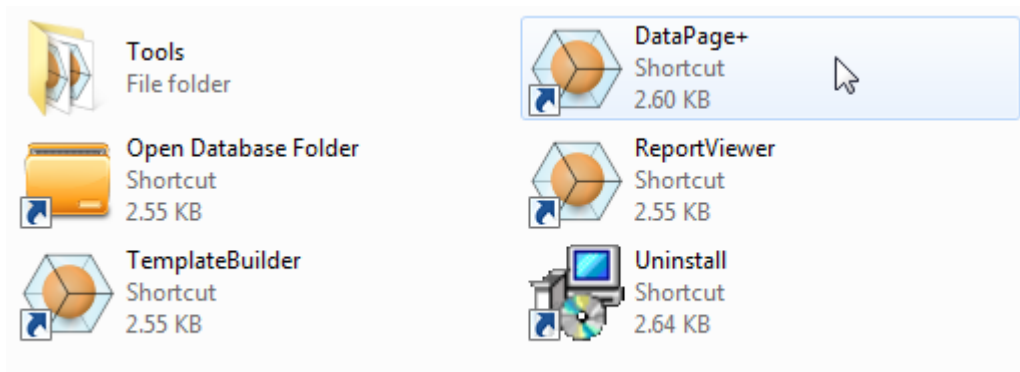 Tools
File folder
DataPage+
Shortcut
2.60 KB
Open Database Folder
Shortcut
2.55 KB
ReportViewer
Shortcut
2.55 KB
TemplateBuilder
Shortcut
2.55 KB
Uninstall
Shortcut
2.64 KB